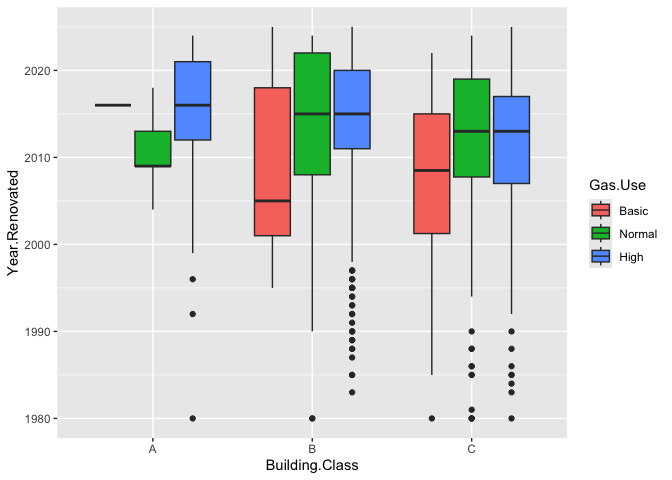 2020
2010
2000
1990
1980
Year.Renovated
A
B
C
Building.Class
Gas.Use
Basic
Normal
High